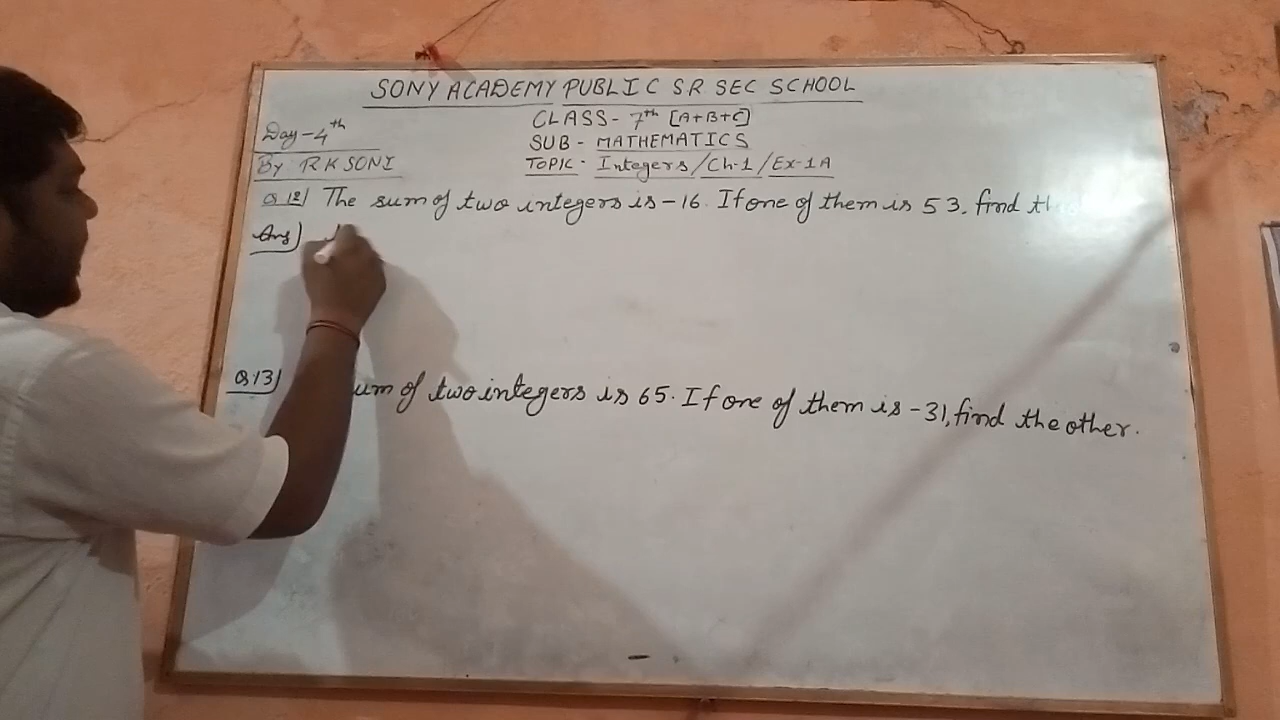 SONY ACADEMY PUBLIC SR SEC SCHOOL
Day-4th
CLASS- 7th [A+B+C]
SUB- MATHEMATICS
By RK SONI
TOPIC- Integers/Ch-1/Ex-1A
Q.12) The sum of two integers is -16. If one of them is 53, find
Ans)
Q.13) of two integers is 65. If one of them is -31, find the other.